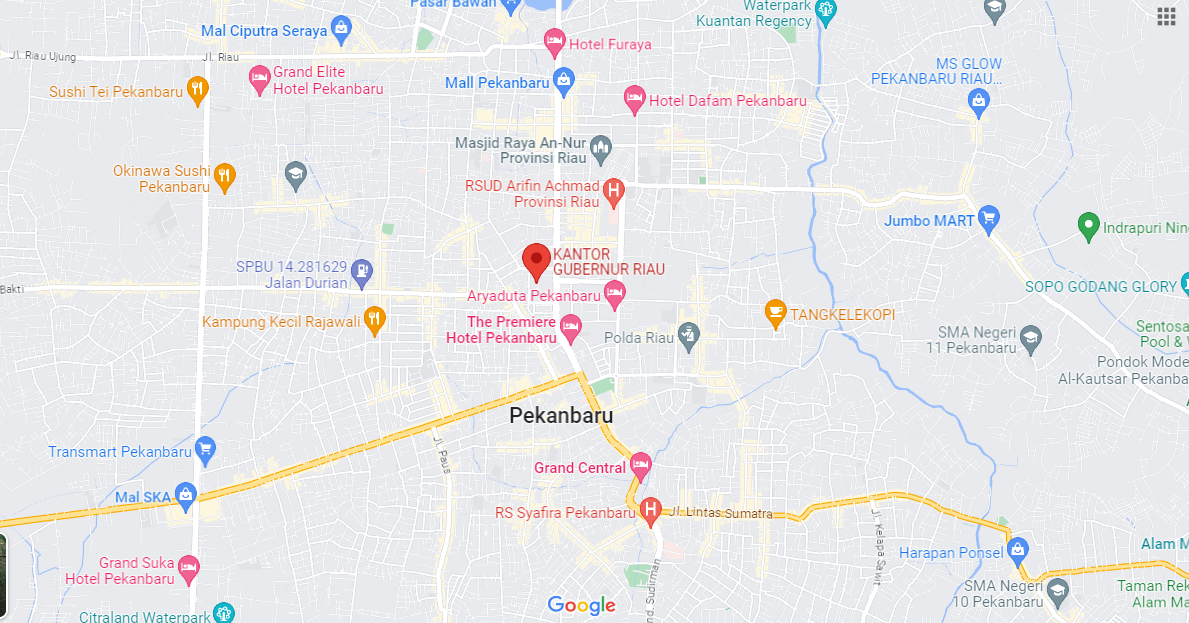 Pasar Bawah
Waterpark
Kuantan Regency
Mal Ciputra Seraya
Hotel Furaya
Jl. Riau Ujung
Jl. Riau
MS GLOW
PEKANBARU RIAU...
Grand Elite
Hotel Pekanbaru
Mall Pekanbaru
Sushi Tei Pekanbaru
Hotel Dafam Pekanbaru
Masjid Raya An-Nur
Provinsi Riau
Okinawa Sushi
Pekanbaru
RSUD Arifin Achmad
Provinsi Riau
Jumbo MART
Indrapuri Nin
KANTOR
GUBERNUR RIAU
SPBU 14.281629
Jalan Durian
Bakti
Aryaduta Pekanbaru
SOPO GODANG GLORY
Kampung Kecil Rajawali
The Premiere
Hotel Pekanbaru
TANGKELEKOPI
Polda Riau
SMA Negeri
11 Pekanbaru
Sentosa
Pool & W
Pondok Mode
Al-Kautsar Pekanba
Pekanbaru
Jl. Paus
Transmart Pekanbaru
Grand Central
Mal SKA
RS Syafira Pekanbaru
Jl. Lintas Sumatra
Jl. Kelapa Sawit
Harapan Ponsel
Alam M
Grand Suka
Hotel Pekanbaru
nd. Sudirman
SMA Negeri
10 Pekanbaru
Taman Rek
Alam Ma
Google
Citraland Waterpark